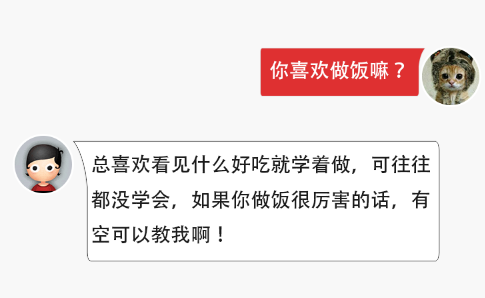 你喜欢做饭嘛？
总喜欢看见什么好吃就学着做，可往往
都没学会，如果你做饭很厉害的话，有
空可以教我啊！